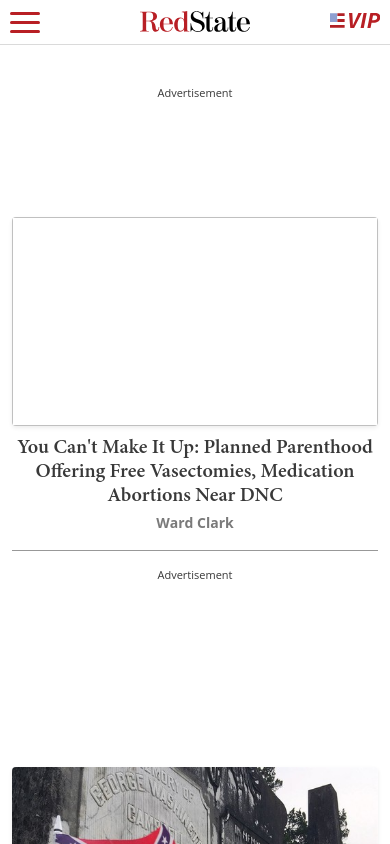 RedState
VIP
Advertisement
You Can't Make It Up: Planned Parenthood
Offering Free Vasectomies, Medication
Abortions Near DNC
Ward Clark
Advertisement
GEORGE WASHINGTON
CAMP